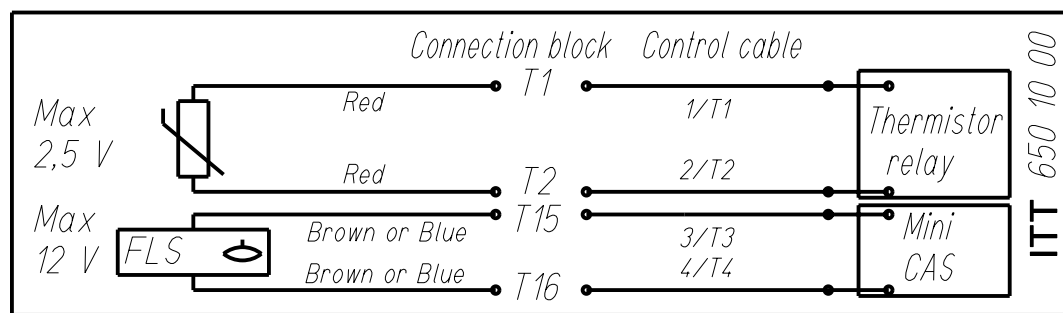 Connection block
Control cable
T1
Red
1/T1
Max
2,5 V
Thermistor
relay
Red
T2
2/T2
Max
12 V
T15
FLS
Brown or Blue
3/T3
Mini
CAS
Brown or Blue
4/T4
T16
ITT 650 10 00